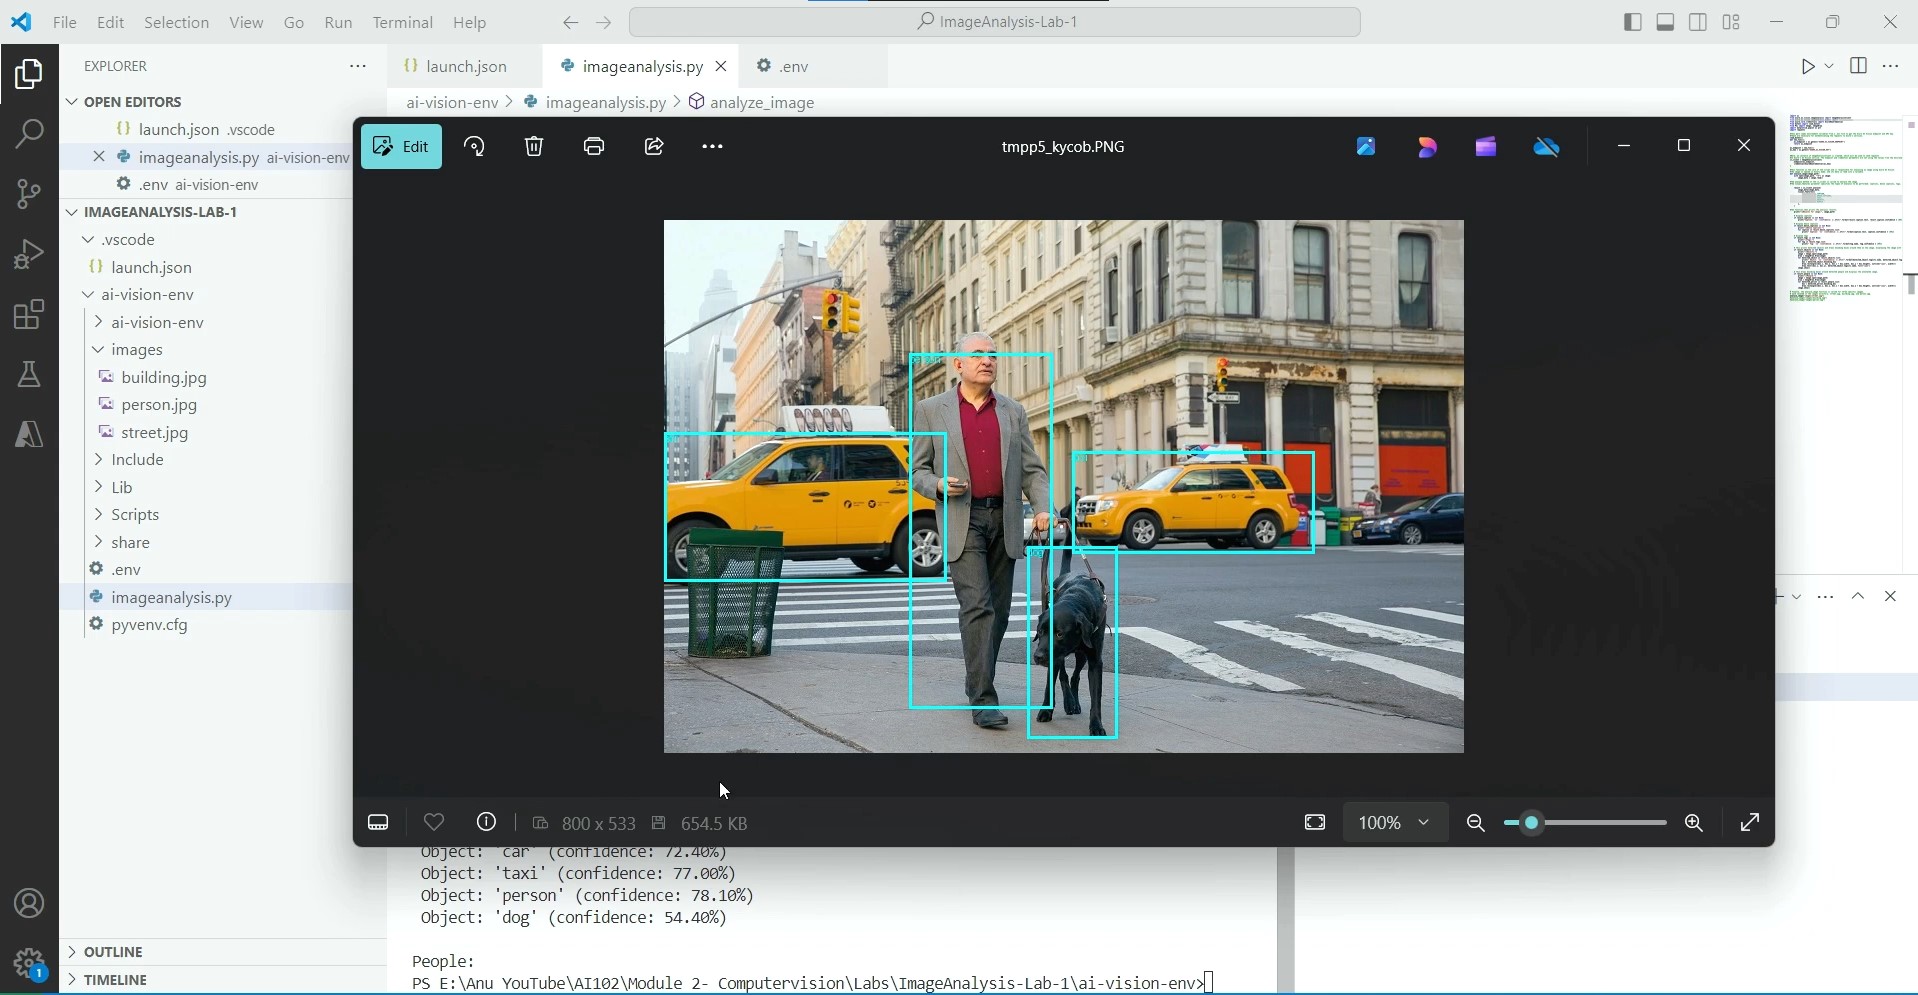 File Edit Selection View Go Run Terminal Help
ImageAnalysis-Lab-1
EXPLORER
launch.json
imageanalysis.py
.env
OPEN EDITORS
ai-vision-env > imageanalysis.py > analyze_image
launch.json .vscode
imageanalysis.py ai-vision-env
.env ai-vision-env
Edit
tmpp5_kycob.PNG
IMAGEANALYSIS-LAB-1
.vscode
launch.json
ai-vision-env
ai-vision-env
images
building.jpg
person.jpg
street.jpg
Include
Lib
Scripts
share
.env
imageanalysis.py
pyvenv.cfg
800 x 533
654.5 KB
100%
Object: 'car' (confidence: 72.40%)
Object: 'taxi' (confidence: 77.00%)
Object: 'person' (confidence: 78.10%)
Object: 'dog' (confidence: 54.40%)
People:
PS E:\Anu YouTube\AI102\Module 2- Computervision\Labs\ImageAnalysis-Lab-1\ai-vision-env>
OUTLINE
TIMELINE
1